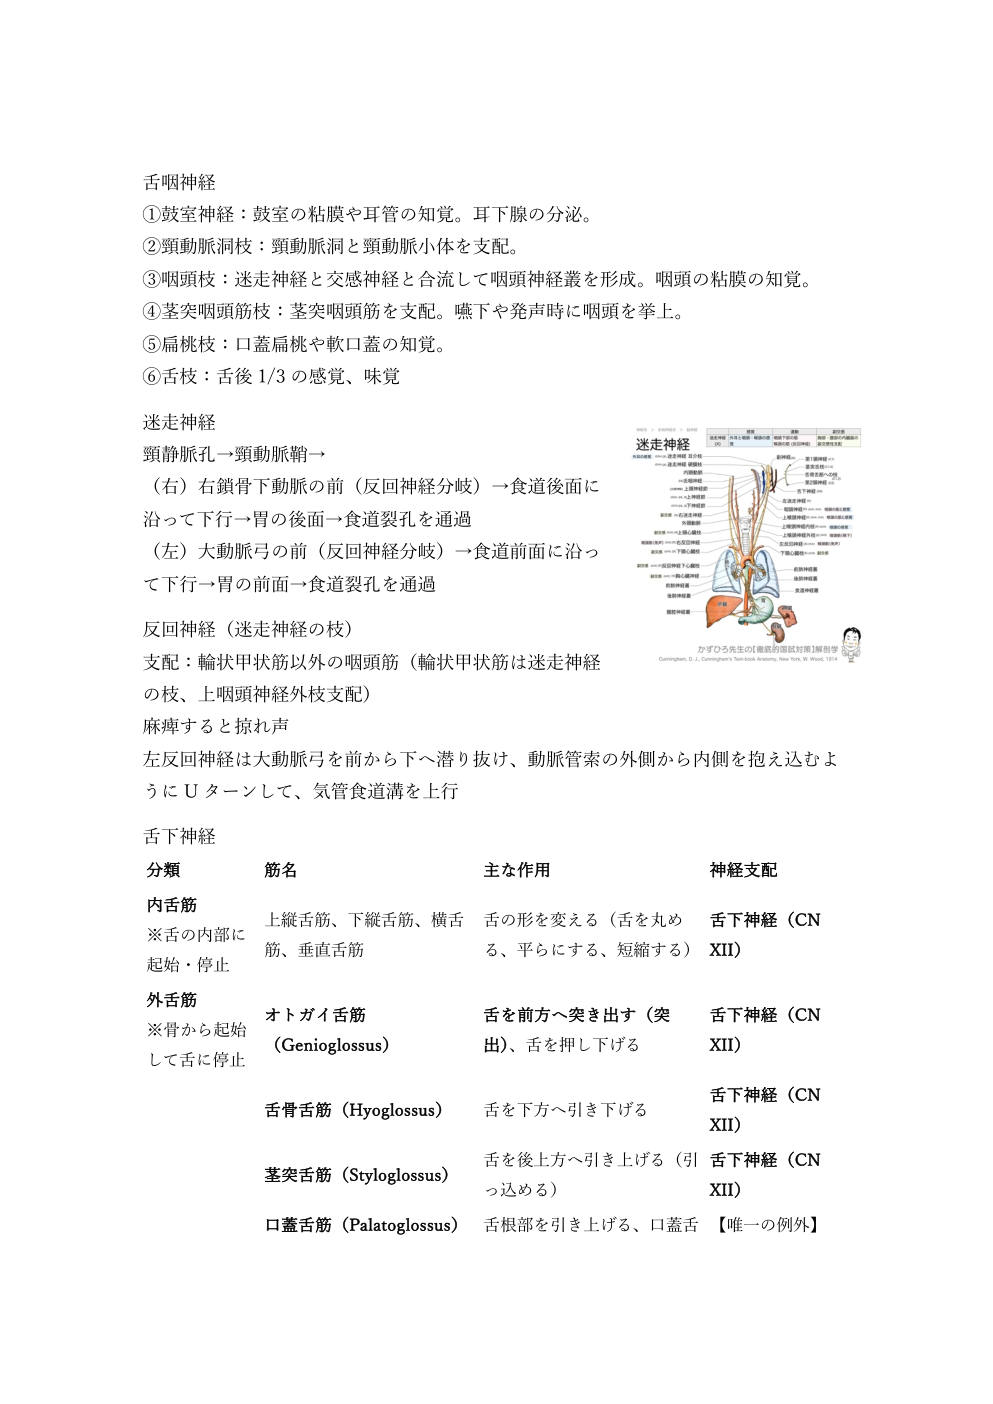 舌咽神経
①鼓室神経：鼓室の粘膜や耳管の知覚。耳下腺の分泌。
②頸動脈洞枝：頸動脈洞と頸動脈小体を支配。
③咽頭枝：迷走神経と交感神経と合流して咽頭神経叢を形成。咽頭の粘膜の知覚。
④茎突咽頭筋枝：茎突咽頭筋を支配。嚥下や発声時に咽頭を挙上。
⑤扁桃枝：口蓋扁桃や軟口蓋の知覚。
⑥舌枝：舌後 1/3 の感覚、味覚
迷走神経
頸静脈孔→頸動脈鞘→
（右）右鎖骨下動脈の前（反回神経分岐）→食道後面に
沿って下行→胃の後面→食道裂孔を通過
（左）大動脈弓の前（反回神経分岐）→食道前面に沿っ
て下行→胃の前面→食道裂孔を通過
迷走神経
かずひろ先生の【徹底的国試対策】解剖学
Cunningham, D. J., Cunningham's Text-book Anatomy, New York, W. Wood, 1914
反回神経（迷走神経の枝）
支配：輪状甲状筋以外の咽頭筋（輪状甲状筋は迷走神経
の枝、上咽頭神経外枝支配）
麻痺すると掠れ声
左反回神経は大動脈弓を前から下へ潜り抜け、動脈管索の外側から内側を抱え込むよ
うに U ターンして、気管食道溝を上行
舌下神経
分類 筋名 主な作用 神経支配
内舌筋
※舌の内部に
起始・停止
上縦舌筋、下縦舌筋、横舌
筋、垂直舌筋
舌の形を変える（舌を丸め
る、平らにする、短縮する）
舌下神経（CN
XII）
外舌筋
※骨から起始
して舌に停止
オトガイ舌筋
（Genioglossus）
舌を前方へ突き出す（突
出）、舌を押し下げる
舌下神経（CN
XII）
舌骨舌筋（Hyoglossus）
舌を下方へ引き下げる
舌下神経（CN
XII）
茎突舌筋（Styloglossus）
舌を後上方へ引き上げる（引
っ込める）
舌下神経（CN
XII）
口蓋舌筋（Palatoglossus） 舌根部を引き上げる、口蓋舌 【唯一の例外】